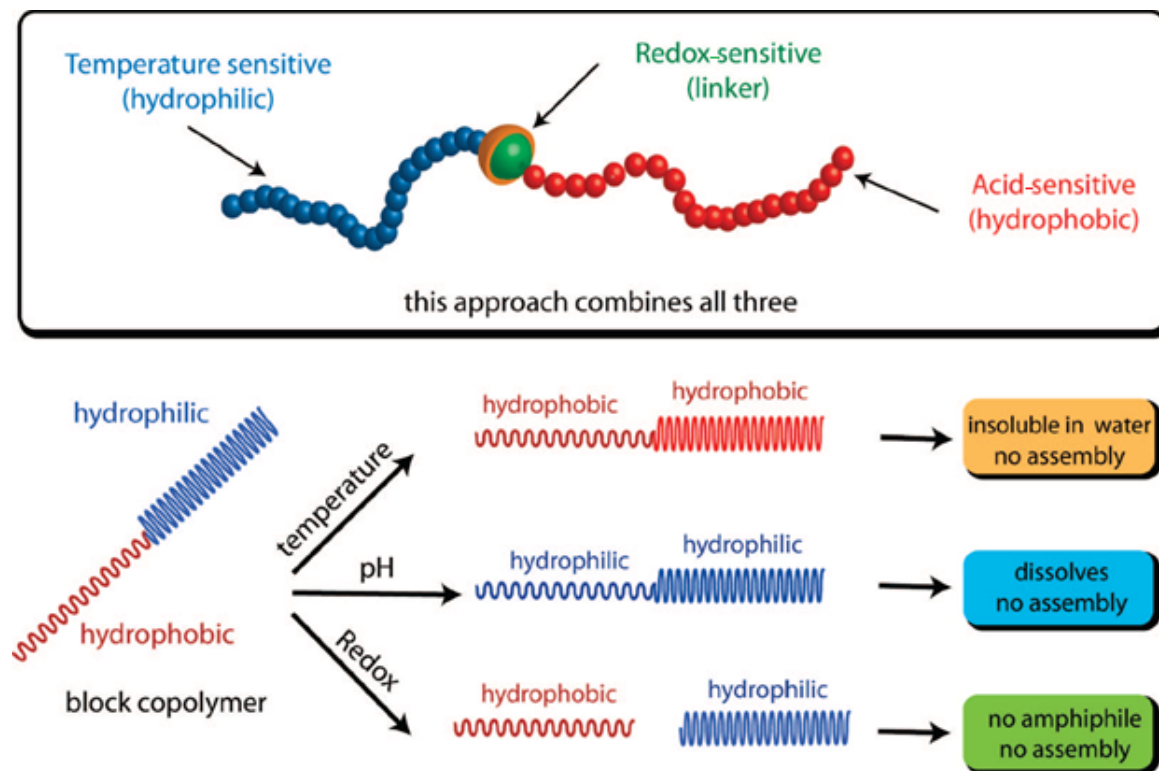 Temperature sensitive
(hydrophilic)
Redox-sensitive
(linker)
Acid-sensitive
(hydrophobic)
this approach combines all three
hydrophilic
hydrophobic
block copolymer
temperature
hydrophobic
hydrophobic
insoluble in water
no assembly
pH
hydrophilic
hydrophilic
dissolves
no assembly
Redox
hydrophobic
hydrophilic
no amphiphile
no assembly